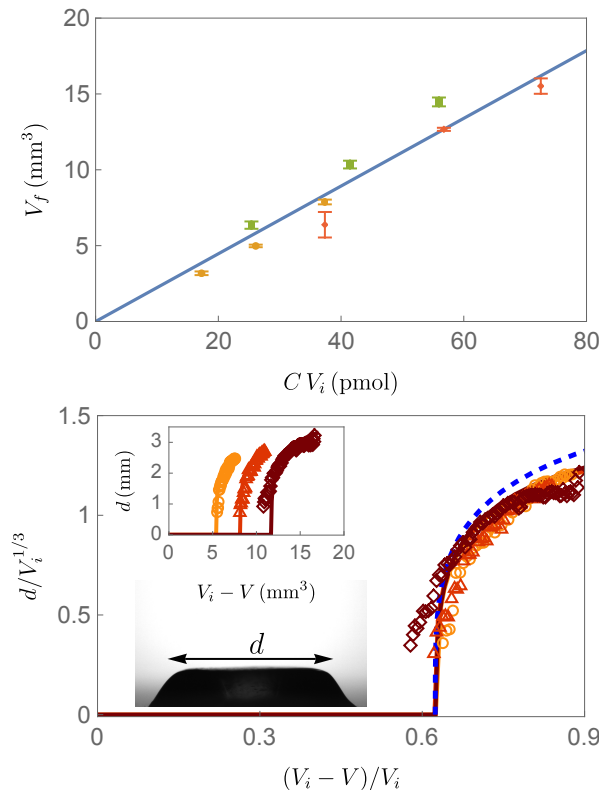 20
15
10
5
0
V_f (mm³)
0 20 40 60 80
C V_i (pmol)
1.5
1
0.5
0
d/V_i^{1/3}
3
2
1
0
d (mm)
0 5 10 15 20
V_i − V (mm³)
d
0 0.3 0.6 0.9
(V_i − V)/V_i